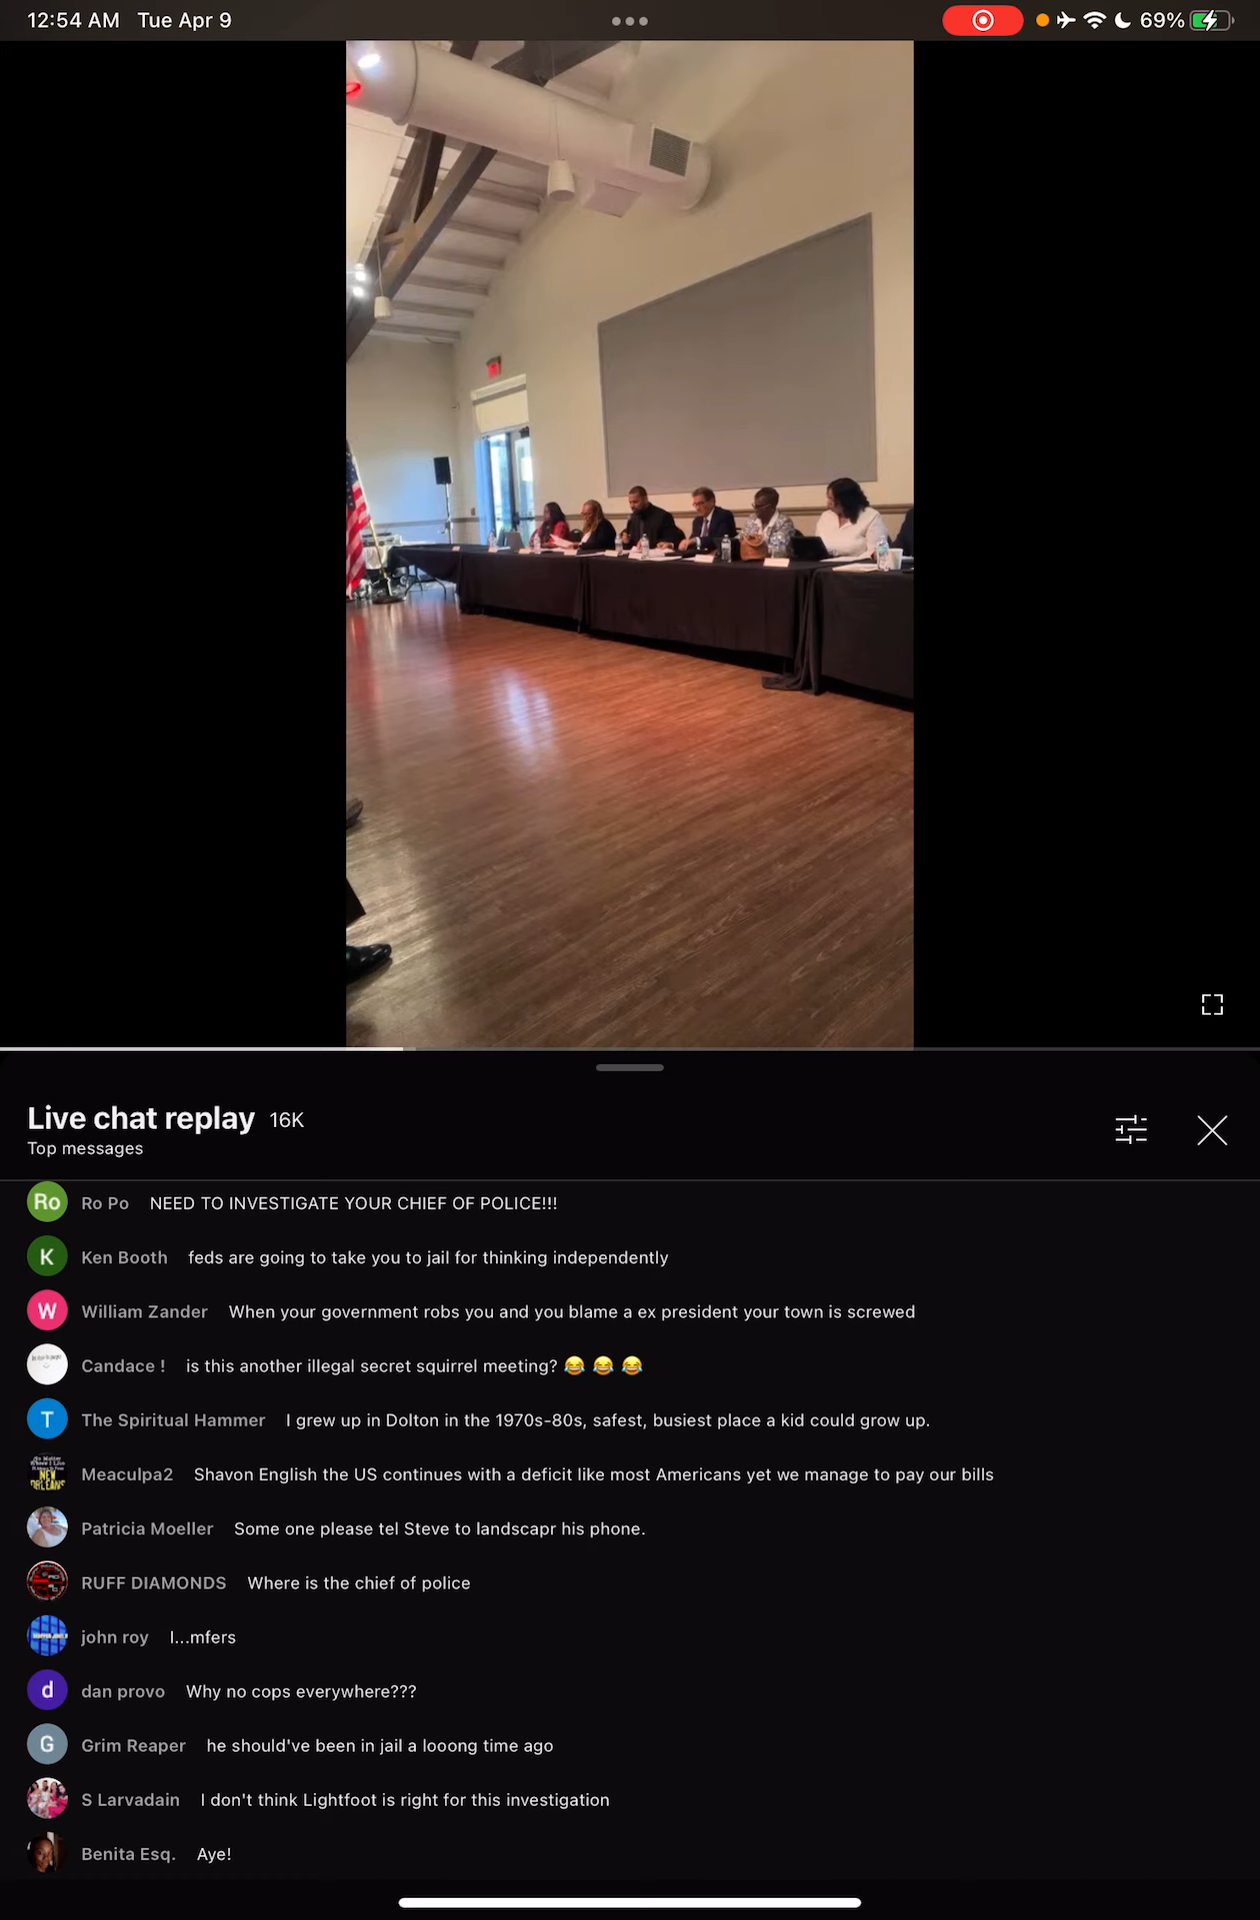 12:54 AM Tue Apr 9
69%
Live chat replay 16K
Top messages
Ro Ro Po NEED TO INVESTIGATE YOUR CHIEF OF POLICE!!!
K Ken Booth feds are going to take you to jail for thinking independently
W William Zander When your government robs you and you blame a ex president your town is screwed
Candace ! is this another illegal secret squirrel meeting? 😂 😂 😂
T The Spiritual Hammer I grew up in Dolton in the 1970s-80s, safest, busiest place a kid could grow up.
Meaculpa2 Shavon English the US continues with a deficit like most Americans yet we manage to pay our bills
Patricia Moeller Some one please tel Steve to landscapr his phone.
RUFF DIAMONDS Where is the chief of police
john roy I...mfers
d dan provo Why no cops everywhere???
G Grim Reaper he should've been in jail a looong time ago
S Larvadain I don't think Lightfoot is right for this investigation
Benita Esq. Aye!